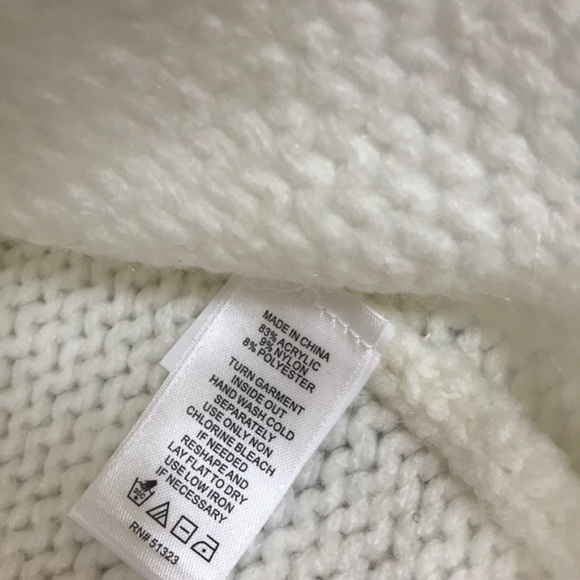 MADE IN CHINA
83% ACRYLIC
9% NYLON
8% POLYESTER
TURN GARMENT
INSIDE OUT
HAND WASH COLD
SEPARATELY
USE ONLY NON
CHLORINE BLEACH
IF NEEDED
RESHAPE AND
LAY FLAT TO DRY
USE LOW IRON
IF NECESSARY
RN# 51323